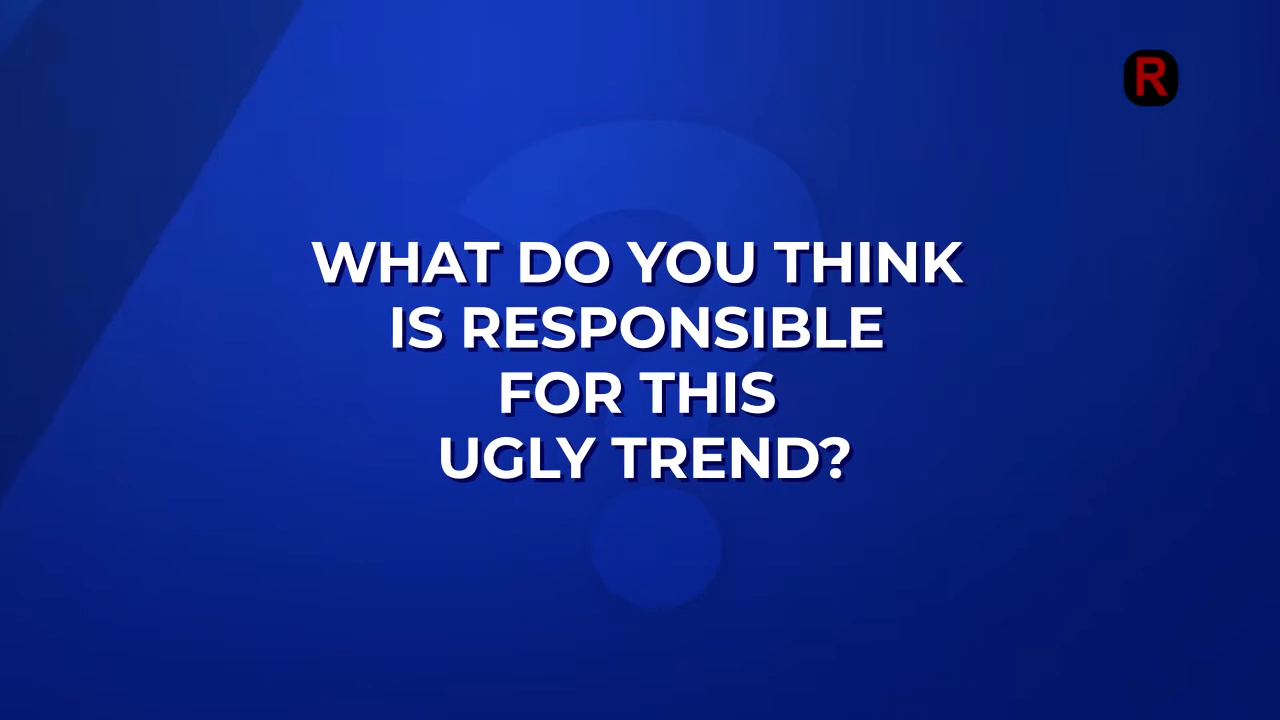 R
WHAT DO YOU THINK
IS RESPONSIBLE
FOR THIS
UGLY TREND?